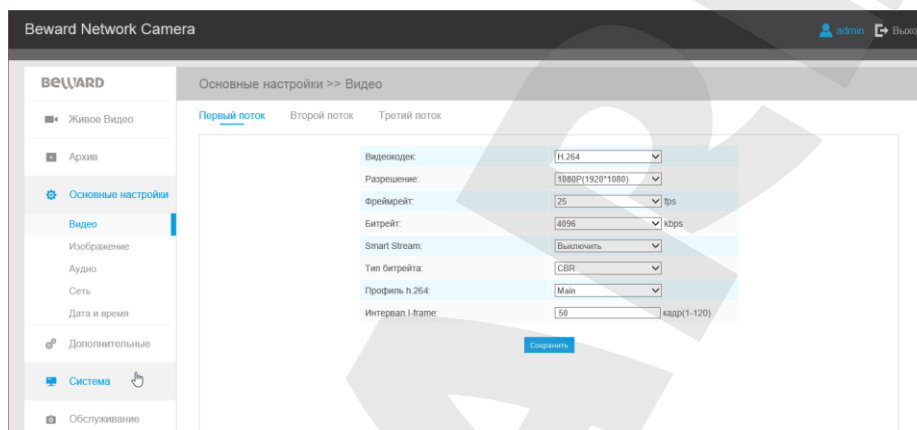 Beward Network Camera
admin Выхо
BEWARD
Основные настройки >> Видео
Живое Видео
Архив
Основные настройки
Видео
Изображение
Аудио
Сеть
Дата и время
Дополнительные
Система
Обслуживание
Первый поток Второй поток Третий поток
Видеокодек: H.264
Разрешение: 1080P(1920*1080)
Фреймрейт: 25 fps
Битрейт: 4096 kbps
Smart Stream: Выключить
Тип битрейта: CBR
Профиль h.264: Main
Интервал I-frame: 50 кадр(1-120)
Сохранить